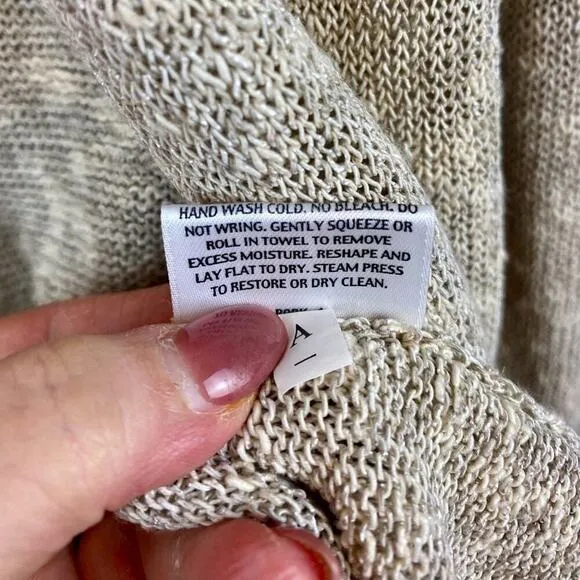 HAND WASH COLD. NO BLEACH. DO
NOT WRING. GENTLY SQUEEZE OR
ROLL IN TOWEL TO REMOVE
EXCESS MOISTURE. RESHAPE AND
LAY FLAT TO DRY. STEAM PRESS
TO RESTORE OR DRY CLEAN.
A